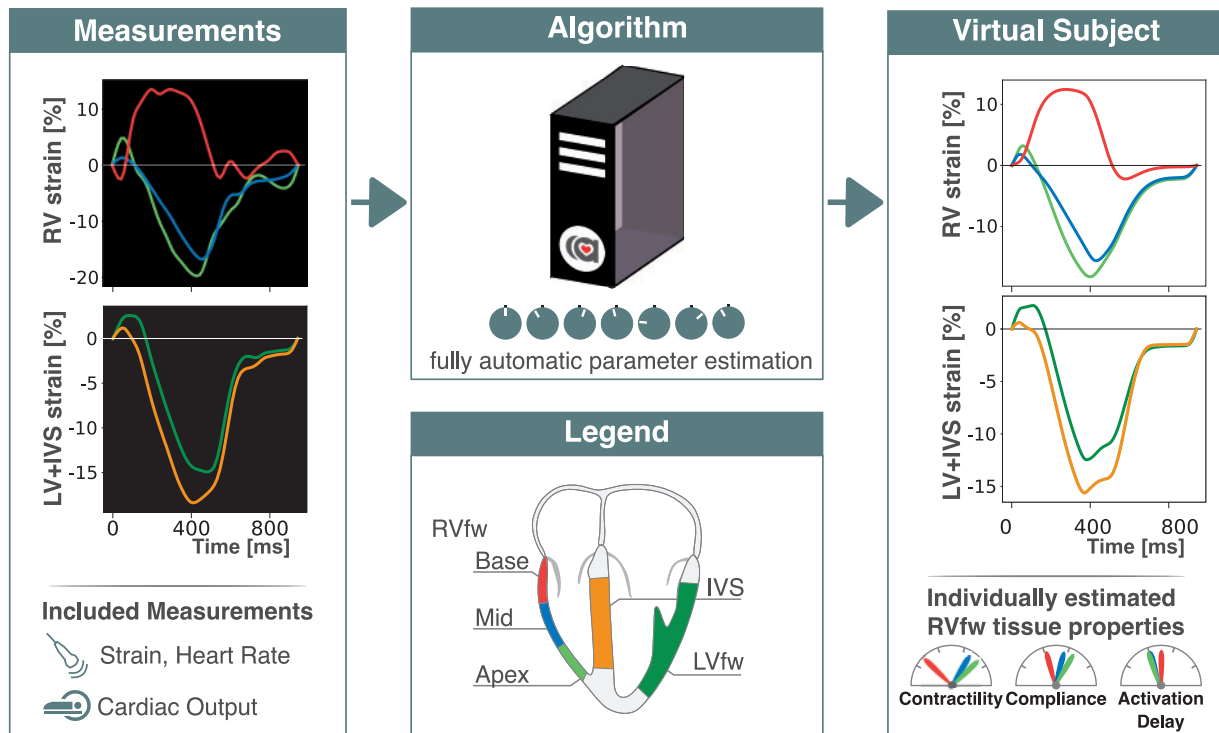 Measurements
RV strain [%]
10
0
-10
-20
LV+IVS strain [%]
0
-5
-10
-15
0
400
800
Time [ms]
Included Measurements
Strain, Heart Rate
Cardiac Output
Algorithm
fully automatic parameter estimation
Legend
RVfw
Base
Mid
Apex
IVS
LVfw
Virtual Subject
RV strain [%]
10
0
-10
LV+IVS strain [%]
0
-5
-10
-15
0
400
800
Time [ms]
Individually estimated
RVfw tissue properties
Contractility
Compliance
Activation
Delay